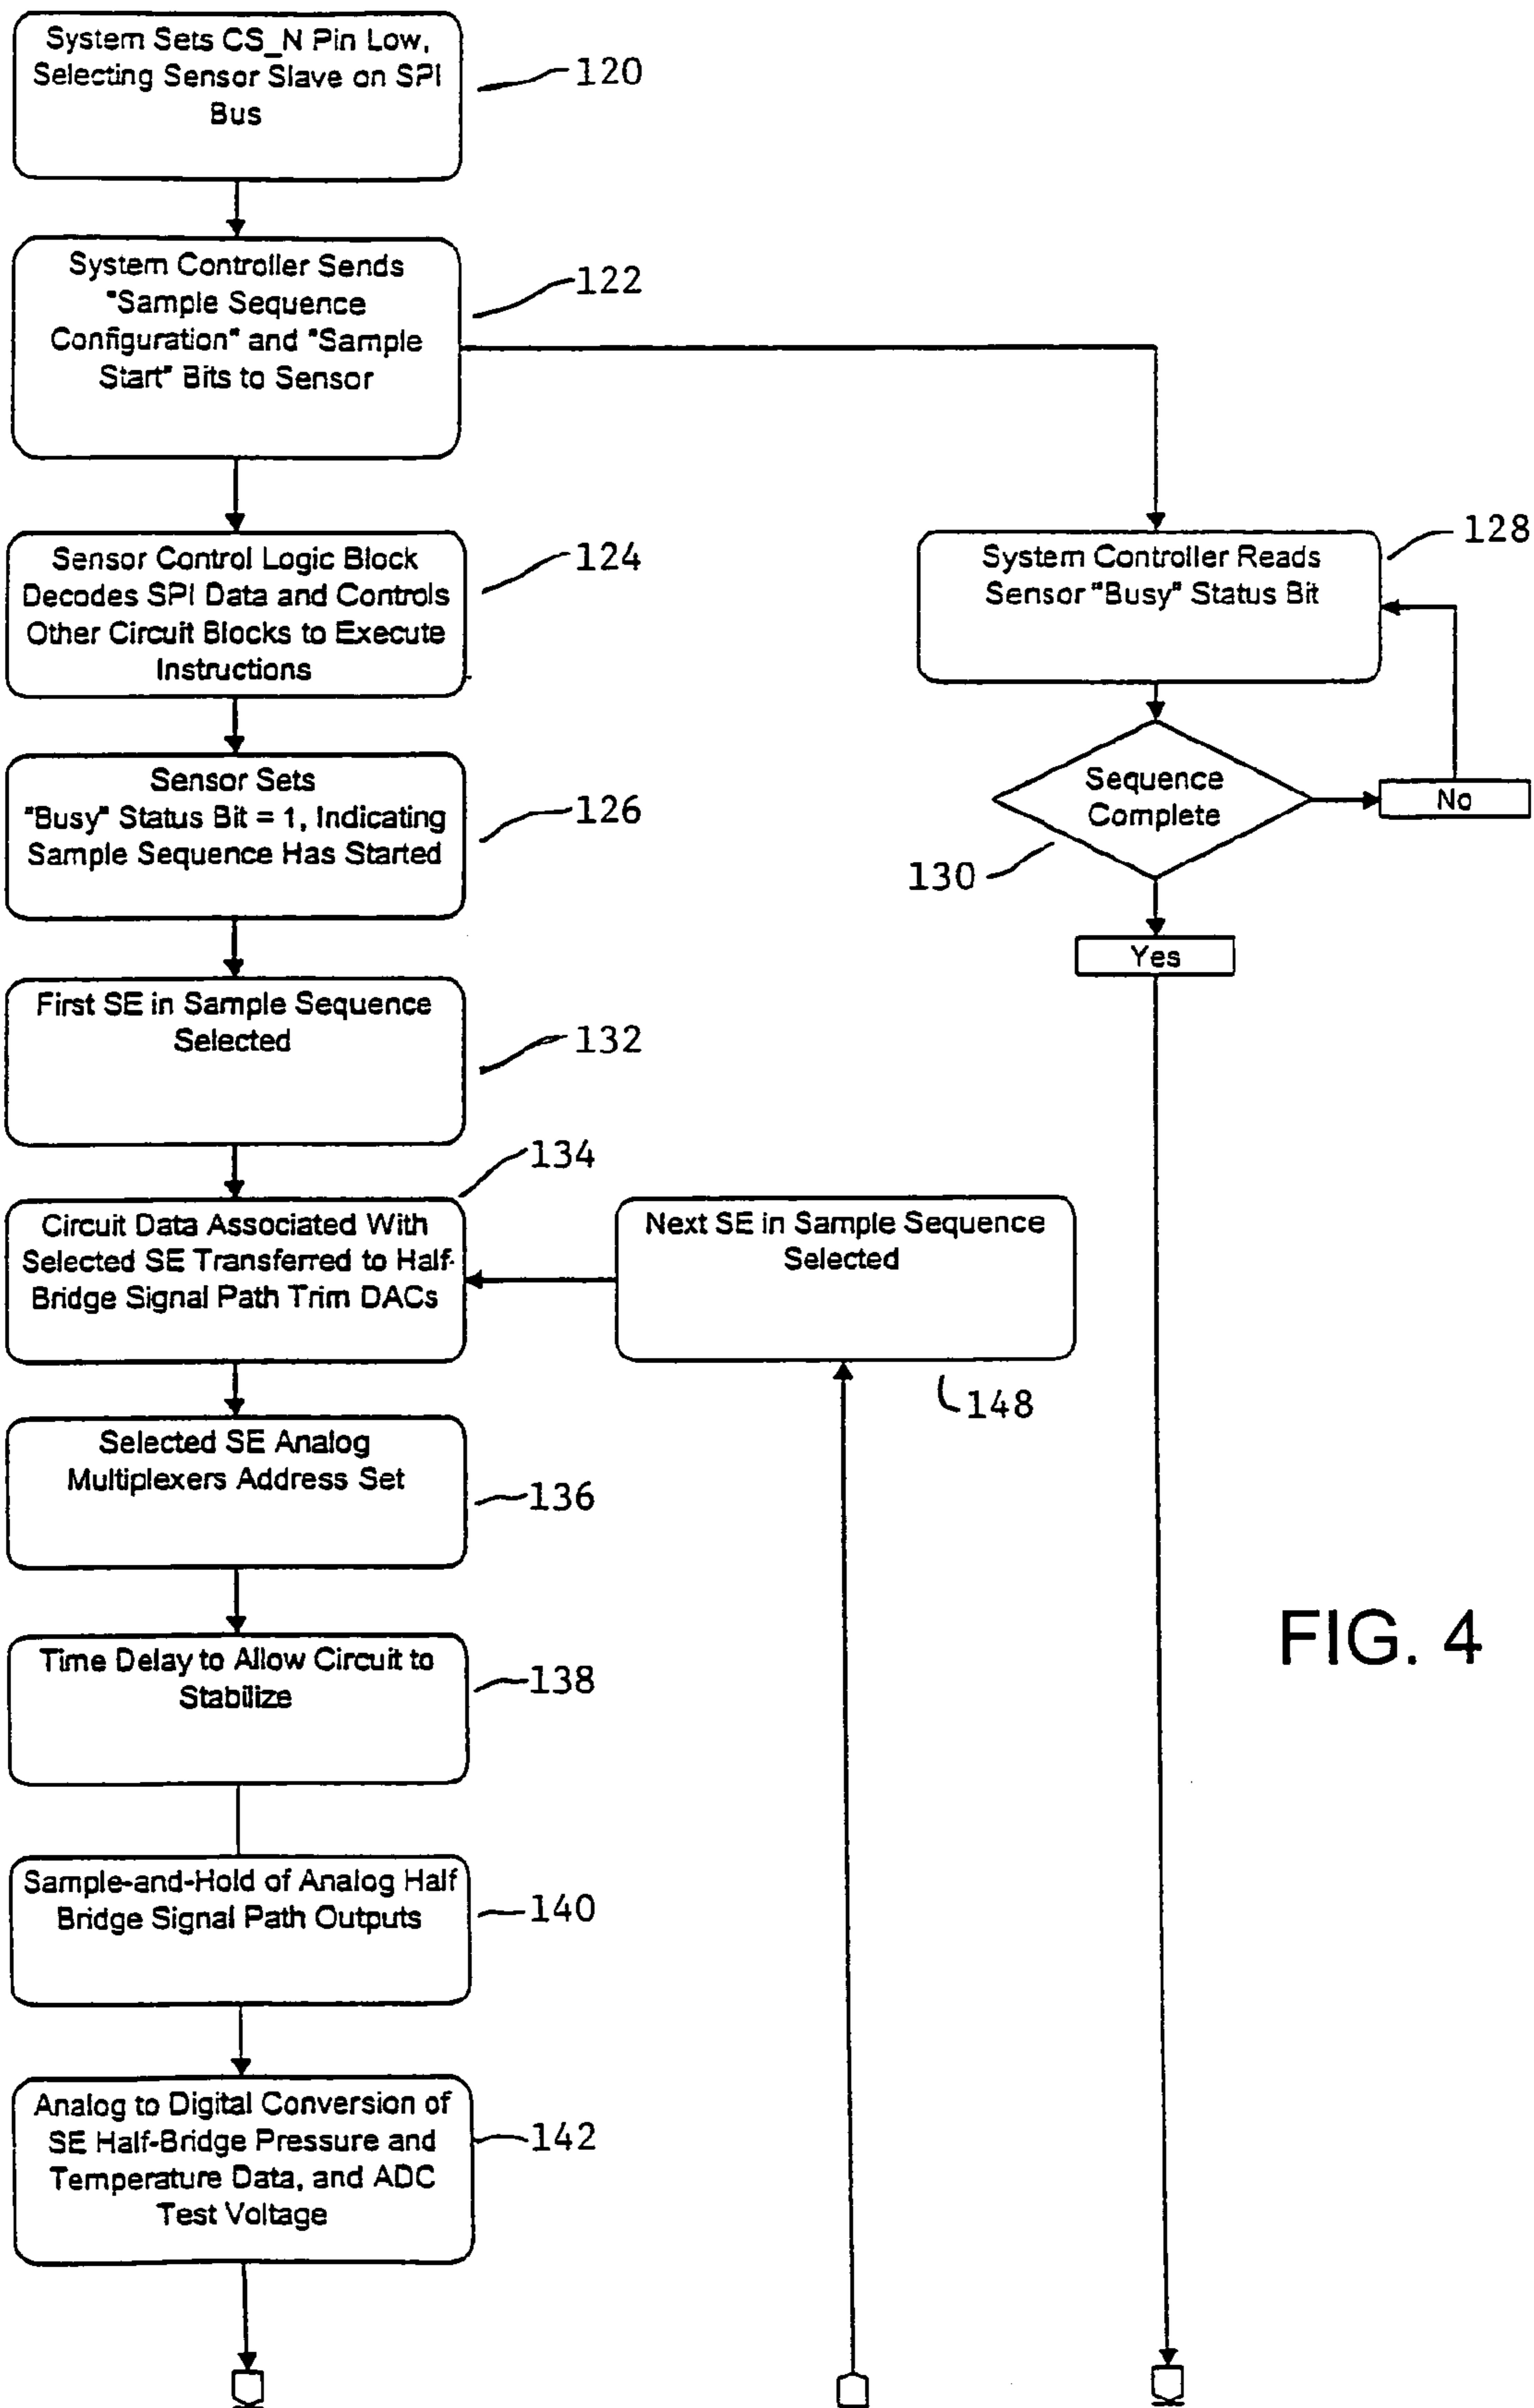 System Sets CS_N Pin Low,
Selecting Sensor Slave on SPI
Bus
120
System Controller Sends
"Sample Sequence
Configuration" and "Sample
Start" Bits to Sensor
122
Sensor Control Logic Block
Decodes SPI Data and Controls
Other Circuit Blocks to Execute
Instructions
124
System Controller Reads
Sensor "Busy" Status Bit
128
Sensor Sets
"Busy" Status Bit = 1, Indicating
Sample Sequence Has Started
126
Sequence
Complete
No
130
Yes
First SE in Sample Sequence
Selected
132
134
Circuit Data Associated With
Selected SE Transferred to Half-
Bridge Signal Path Trim DACs
Next SE in Sample Sequence
Selected
148
Selected SE Analog
Multiplexers Address Set
136
Time Delay to Allow Circuit to
Stabilize
138
FIG. 4
Sample-and-Hold of Analog Half
Bridge Signal Path Outputs
140
Analog to Digital Conversion of
SE Half-Bridge Pressure and
Temperature Data, and ADC
Test Voltage
142